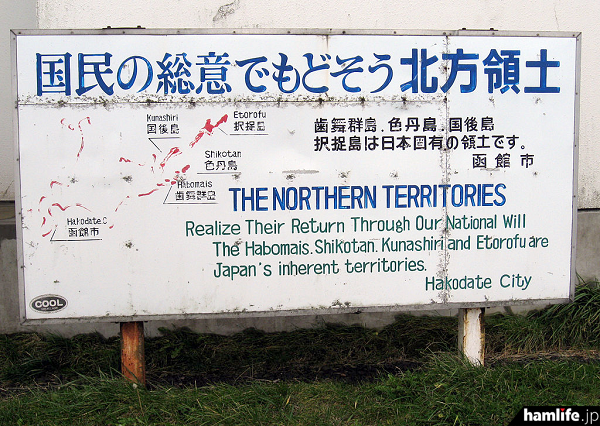 国民の総意でもどそう北方領土
Kunashiri
国後島
Etorofu
択捉島
Shikotan
色丹島
Habomais
歯舞群島
Hakodate C
函館市
歯舞群島.色丹島.国後島
択捉島は日本固有の領土です。
函館市
THE NORTHERN TERRITORIES
Realize Their Return Through Our National Will
The Habomais.Shikotan.Kunashiri and Etorofu are
Japan's inherent territories.
Hakodate City
COOL
hamlife.jp